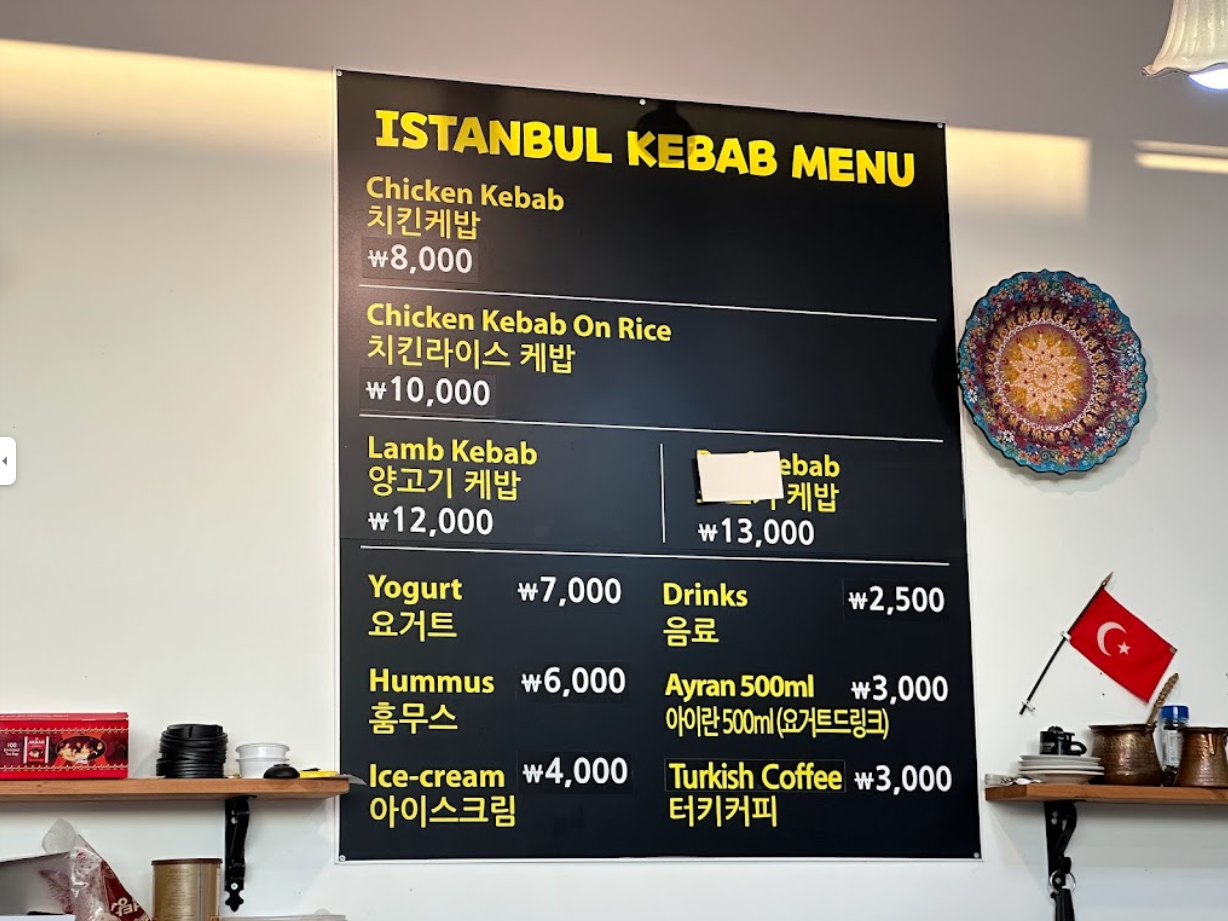 ISTANBUL KEBAB MENU
Chicken Kebab
치킨케밥
₩8,000
Chicken Kebab On Rice
치킨라이스 케밥
₩10,000
Lamb Kebab
양고기 케밥
₩12,000
케밥
₩13,000
Yogurt ₩7,000
요거트
Hummus ₩6,000
훔무스
Ice-cream ₩4,000
아이스크림
Drinks ₩2,500
음료
Ayran 500ml ₩3,000
아이란 500ml (요거트드링크)
Turkish Coffee ₩3,000
터키커피